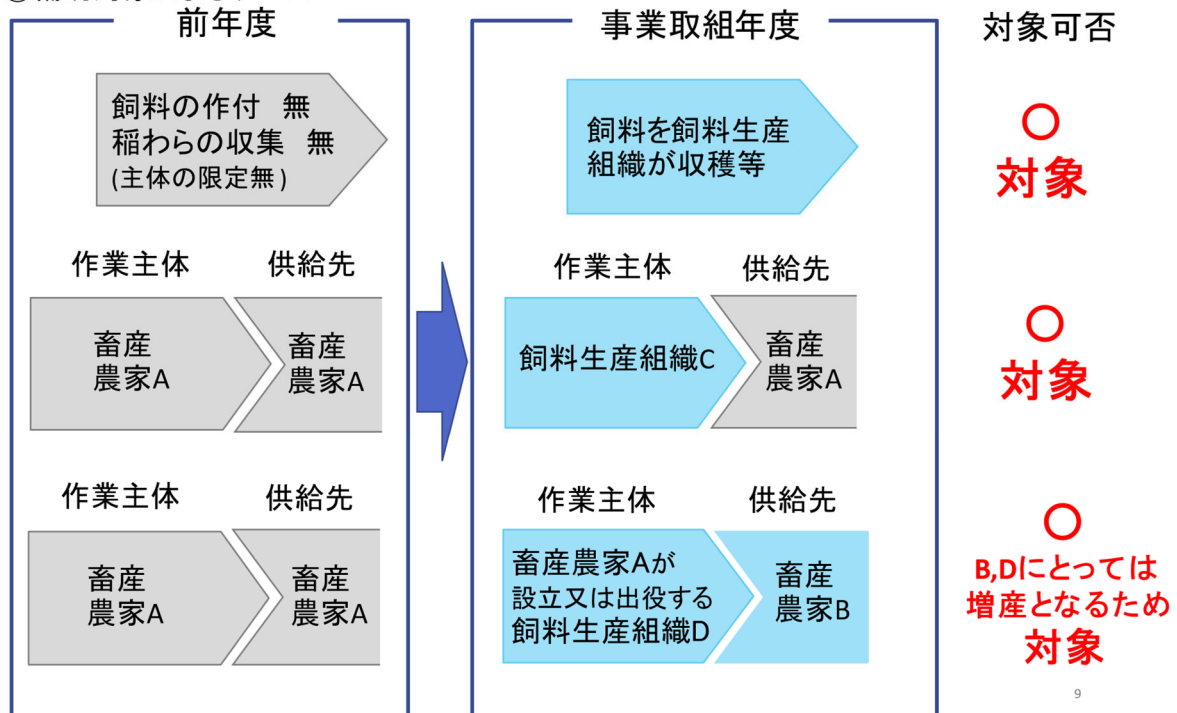 前年度
事業取組年度
対象可否
飼料の作付 無
稲わらの収集 無
(主体の限定無)
飼料を飼料生産
組織が収穫等
○
対象
作業主体
供給先
作業主体
供給先
畜産
農家A
畜産
農家A
飼料生産組織C
畜産
農家A
○
対象
作業主体
供給先
作業主体
供給先
畜産
農家A
畜産
農家A
畜産農家Aが
設立又は出役する
飼料生産組織D
畜産
農家B
○
B,Dにとっては
増産となるため
対象
9